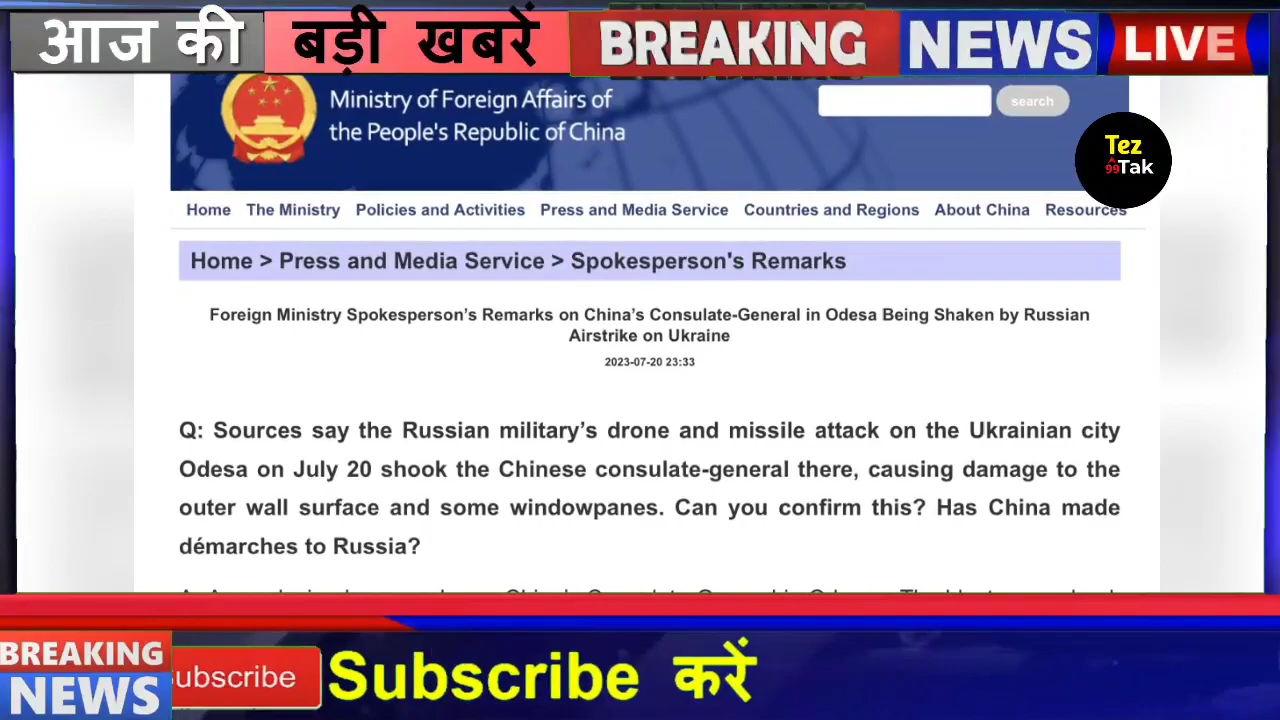 आज की बड़ी खबरें BREAKING NEWS LIVE
Ministry of Foreign Affairs of
the People's Republic of China
search
Tez
99Tak
Home The Ministry Policies and Activities Press and Media Service Countries and Regions About China Resources
Home > Press and Media Service > Spokesperson's Remarks
Foreign Ministry Spokesperson’s Remarks on China’s Consulate-General in Odesa Being Shaken by Russian
Airstrike on Ukraine
2023-07-20 23:33
Q: Sources say the Russian military’s drone and missile attack on the Ukrainian city
Odesa on July 20 shook the Chinese consulate-general there, causing damage to the
outer wall surface and some windowpanes. Can you confirm this? Has China made
démarches to Russia?
BREAKING
NEWS
ubscribe
Subscribe करें